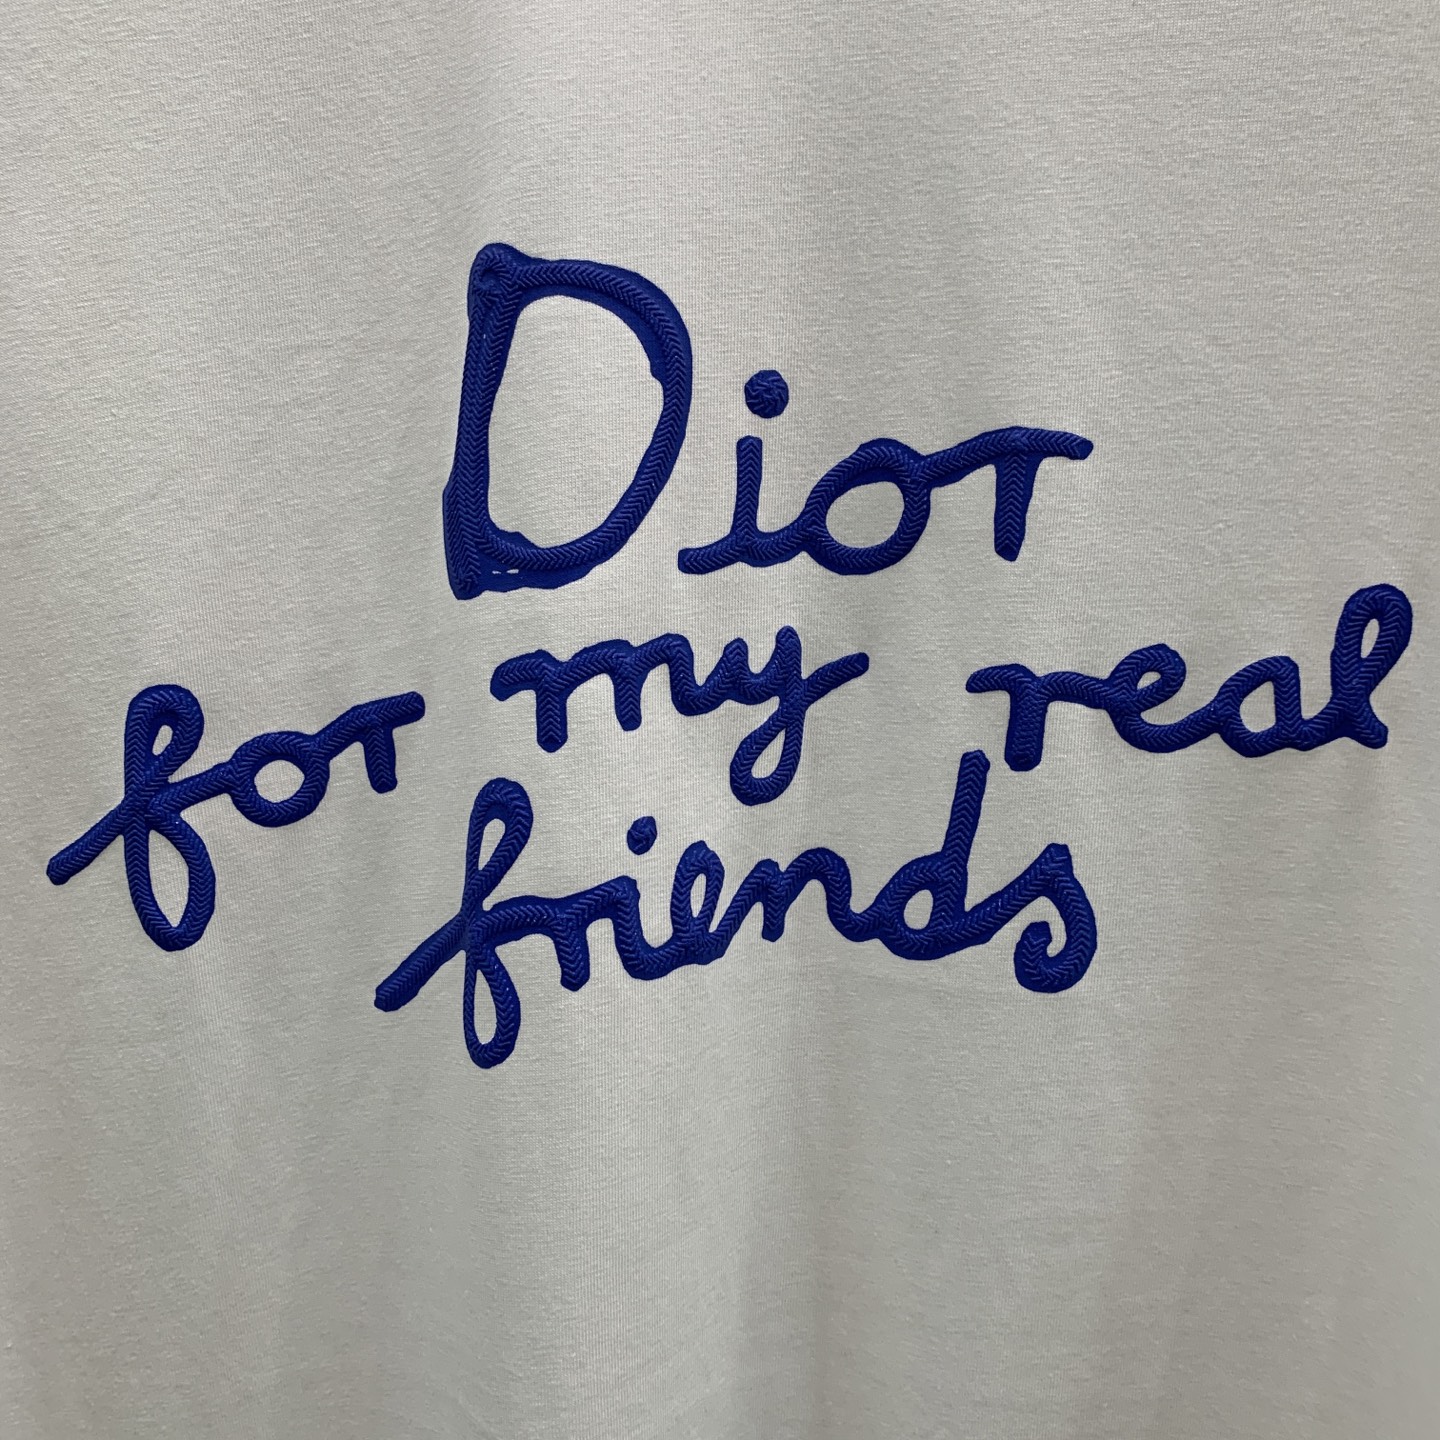 Dior
for my real
friends